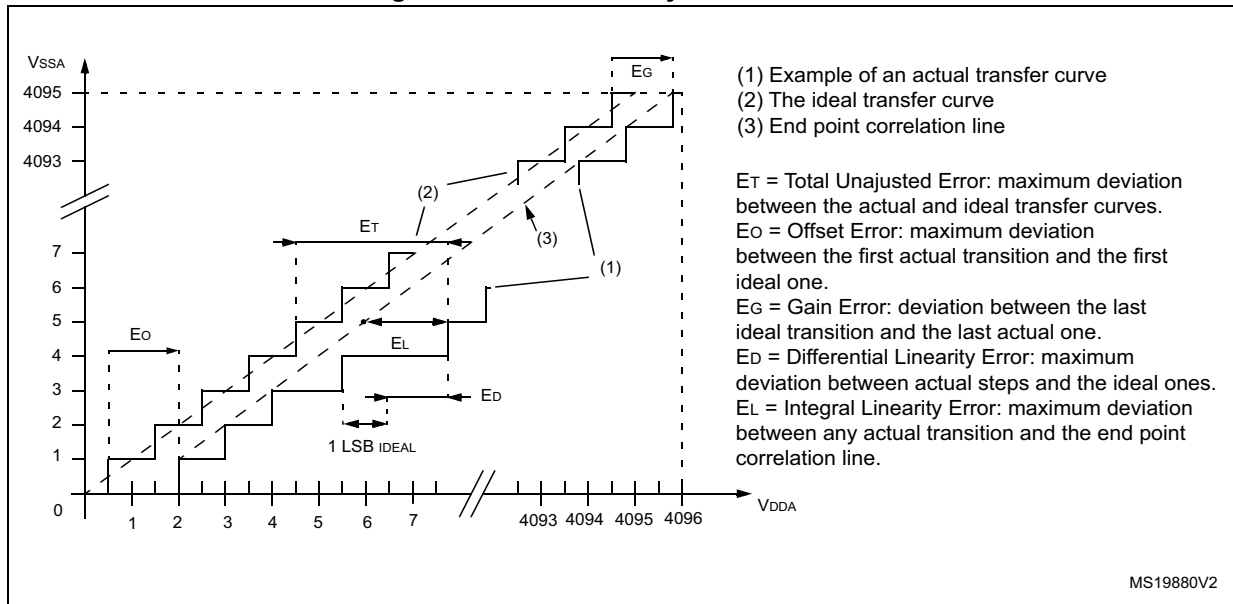 VSSA
EG
4095
4094
4093
(1) Example of an actual transfer curve
(2) The ideal transfer curve
(3) End point correlation line
ET = Total Unajusted Error: maximum deviation
between the actual and ideal transfer curves.
EO = Offset Error: maximum deviation
between the first actual transition and the first
ideal one.
EG = Gain Error: deviation between the last
ideal transition and the last actual one.
ED = Differential Linearity Error: maximum
deviation between actual steps and the ideal ones.
EL = Integral Linearity Error: maximum deviation
between any actual transition and the end point
correlation line.
(2)
ET
(3)
(1)
7
6
5
4
3
2
1
0
EO
EL
ED
1 LSB IDEAL
1 2 3 4 5 6 7 4093 4094 4095 4096
VDDA
MS19880V2